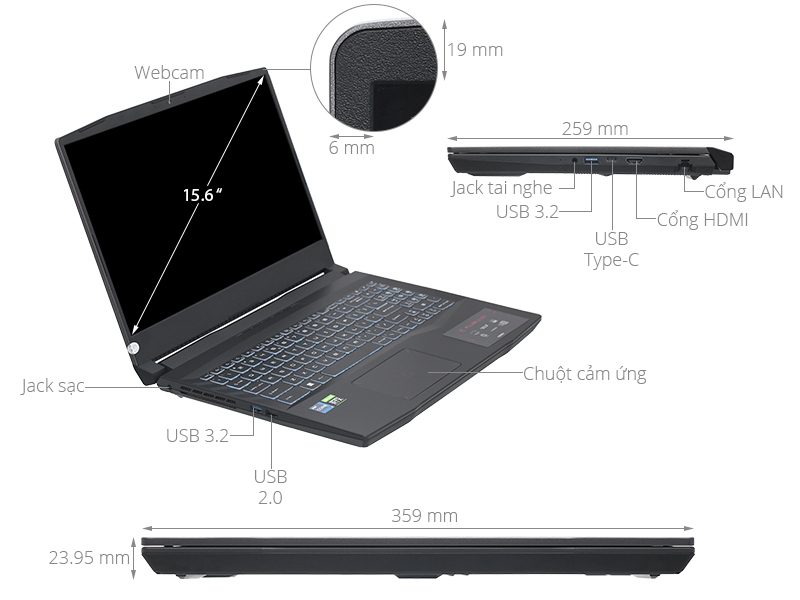 19 mm
Webcam
6 mm
259 mm
15.6“
Jack tai nghe
Cổng LAN
USB 3.2
Cổng HDMI
USB
Type-C
Jack sạc
Chuột cảm ứng
USB 3.2
USB
2.0
359 mm
23.95 mm